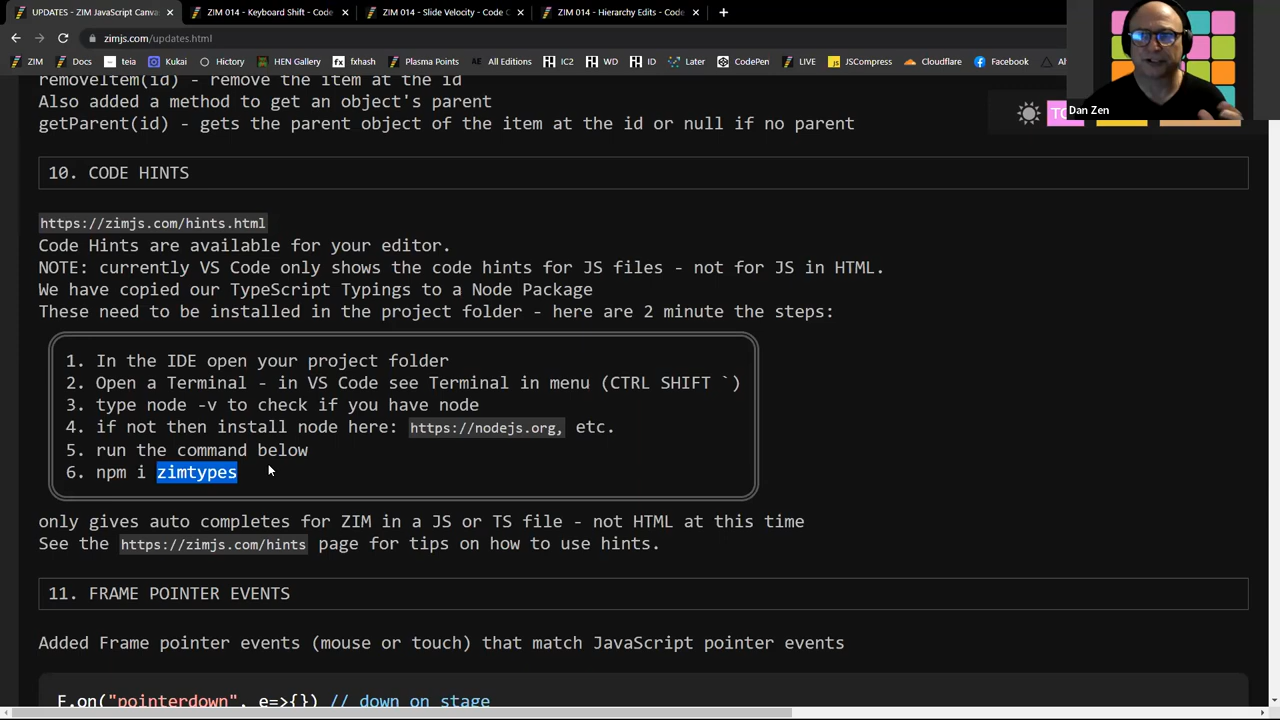 UPDATES - ZIM JavaScript Canva
ZIM 014 - Keyboard Shift - Code
ZIM 014 - Slide Velocity - Code
ZIM 014 - Hierarchy Edits - Code
zimjs.com/updates.html
ZIM
Docs
teia
Kukai
Hictory
HEN Gallery
fxhash
Plasma Points
All Editions
HIC2
WD
ID
Later
CodePen
LIVE
JSCompress
Cloudflare
Facebook
Dan Zen
removeItem(id) - remove the item at the id
Also added a method to get an object's parent
getParent(id) - gets the parent object of the item at the id or null if no parent
10. CODE HINTS
https://zimjs.com/hints.html
Code Hints are available for your editor.
NOTE: currently VS Code only shows the code hints for JS files - not for JS in HTML.
We have copied our TypeScript Typings to a Node Package
These need to be installed in the project folder - here are 2 minute the steps:
1. In the IDE open your project folder
2. Open a Terminal - in VS Code see Terminal in menu (CTRL SHIFT `)
3. type node -v to check if you have node
4. if not then install node here: https://nodejs.org, etc.
5. run the command below
6. npm i zimtypes
only gives auto completes for ZIM in a JS or TS file - not HTML at this time
See the https://zimjs.com/hints page for tips on how to use hints.
11. FRAME POINTER EVENTS
Added Frame pointer events (mouse or touch) that match JavaScript pointer events
F.on("pointerdown", e=>{}) // down on stage